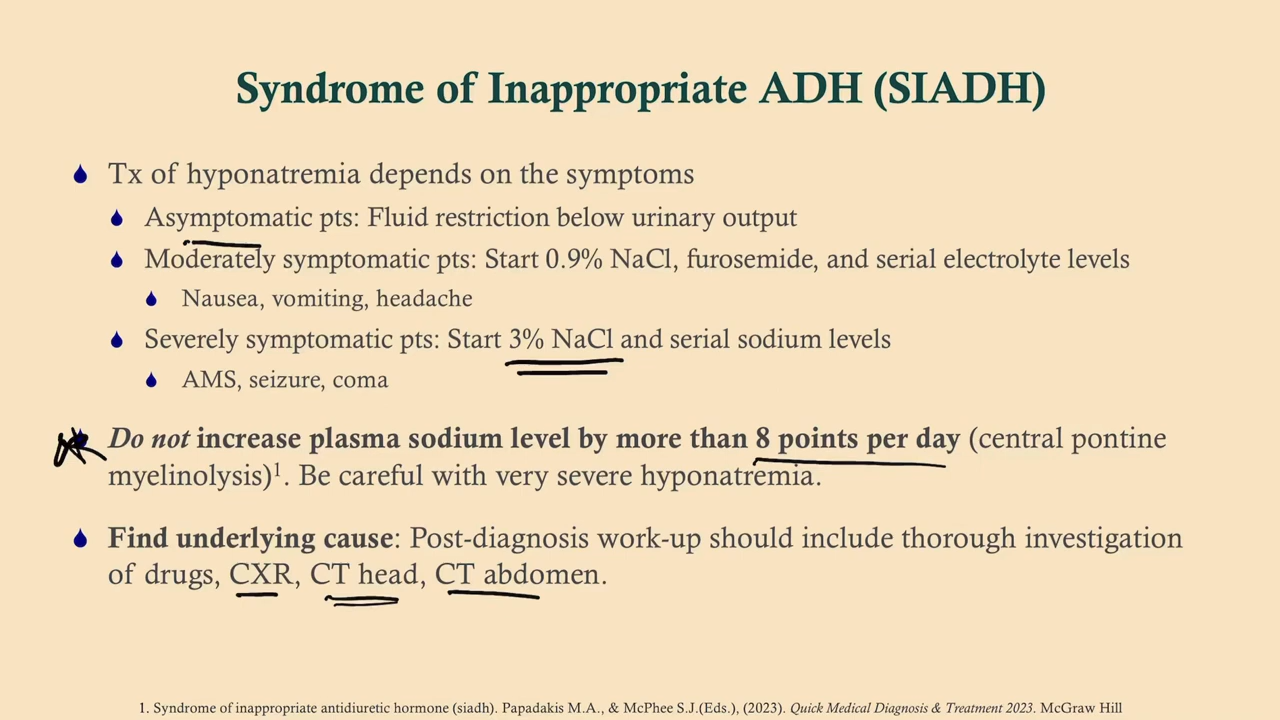 Syndrome of Inappropriate ADH (SIADH)
Tx of hyponatremia depends on the symptoms
Asymptomatic pts: Fluid restriction below urinary output
Moderately symptomatic pts: Start 0.9% NaCl, furosemide, and serial electrolyte levels
Nausea, vomiting, headache
Severely symptomatic pts: Start 3% NaCl and serial sodium levels
AMS, seizure, coma
Do not increase plasma sodium level by more than 8 points per day (central pontine
myelinolysis)¹. Be careful with very severe hyponatremia.
Find underlying cause: Post-diagnosis work-up should include thorough investigation
of drugs, CXR, CT head, CT abdomen.
1. Syndrome of inappropriate antidiuretic hormone (siadh). Papadakis M.A., & McPhee S.J.(Eds.), (2023). Quick Medical Diagnosis & Treatment 2023. McGraw Hill